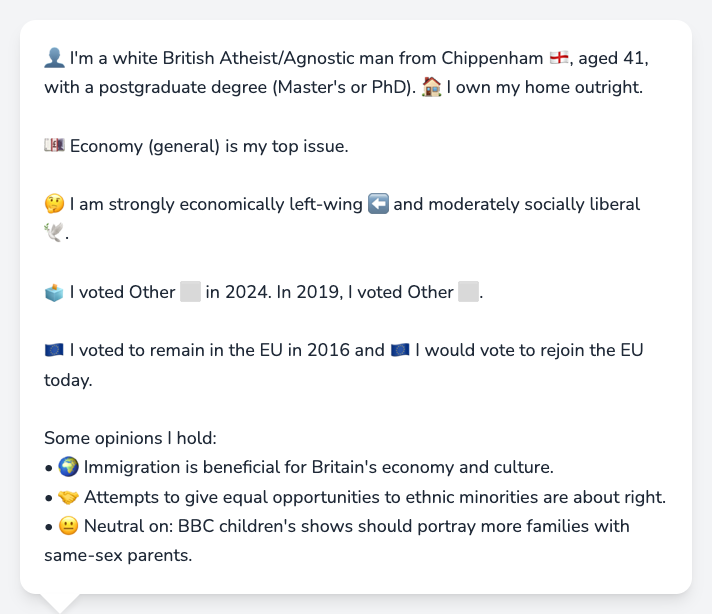 👤 I'm a white British Atheist/Agnostic man from Chippenham 🏴󠁧󠁢󠁥󠁮󠁧󠁿, aged 41,
with a postgraduate degree (Master's or PhD). 🏠 I own my home outright.
💷 Economy (general) is my top issue.
🤔 I am strongly economically left-wing ⬅️ and moderately socially liberal
🕊️.
🗳️ I voted Other ⬜ in 2024. In 2019, I voted Other ⬜.
🇪🇺 I voted to remain in the EU in 2016 and 🇪🇺 I would vote to rejoin the EU
today.
Some opinions I hold:
• 🌍 Immigration is beneficial for Britain's economy and culture.
• 🤝 Attempts to give equal opportunities to ethnic minorities are about right.
• 😐 Neutral on: BBC children's shows should portray more families with
same-sex parents.